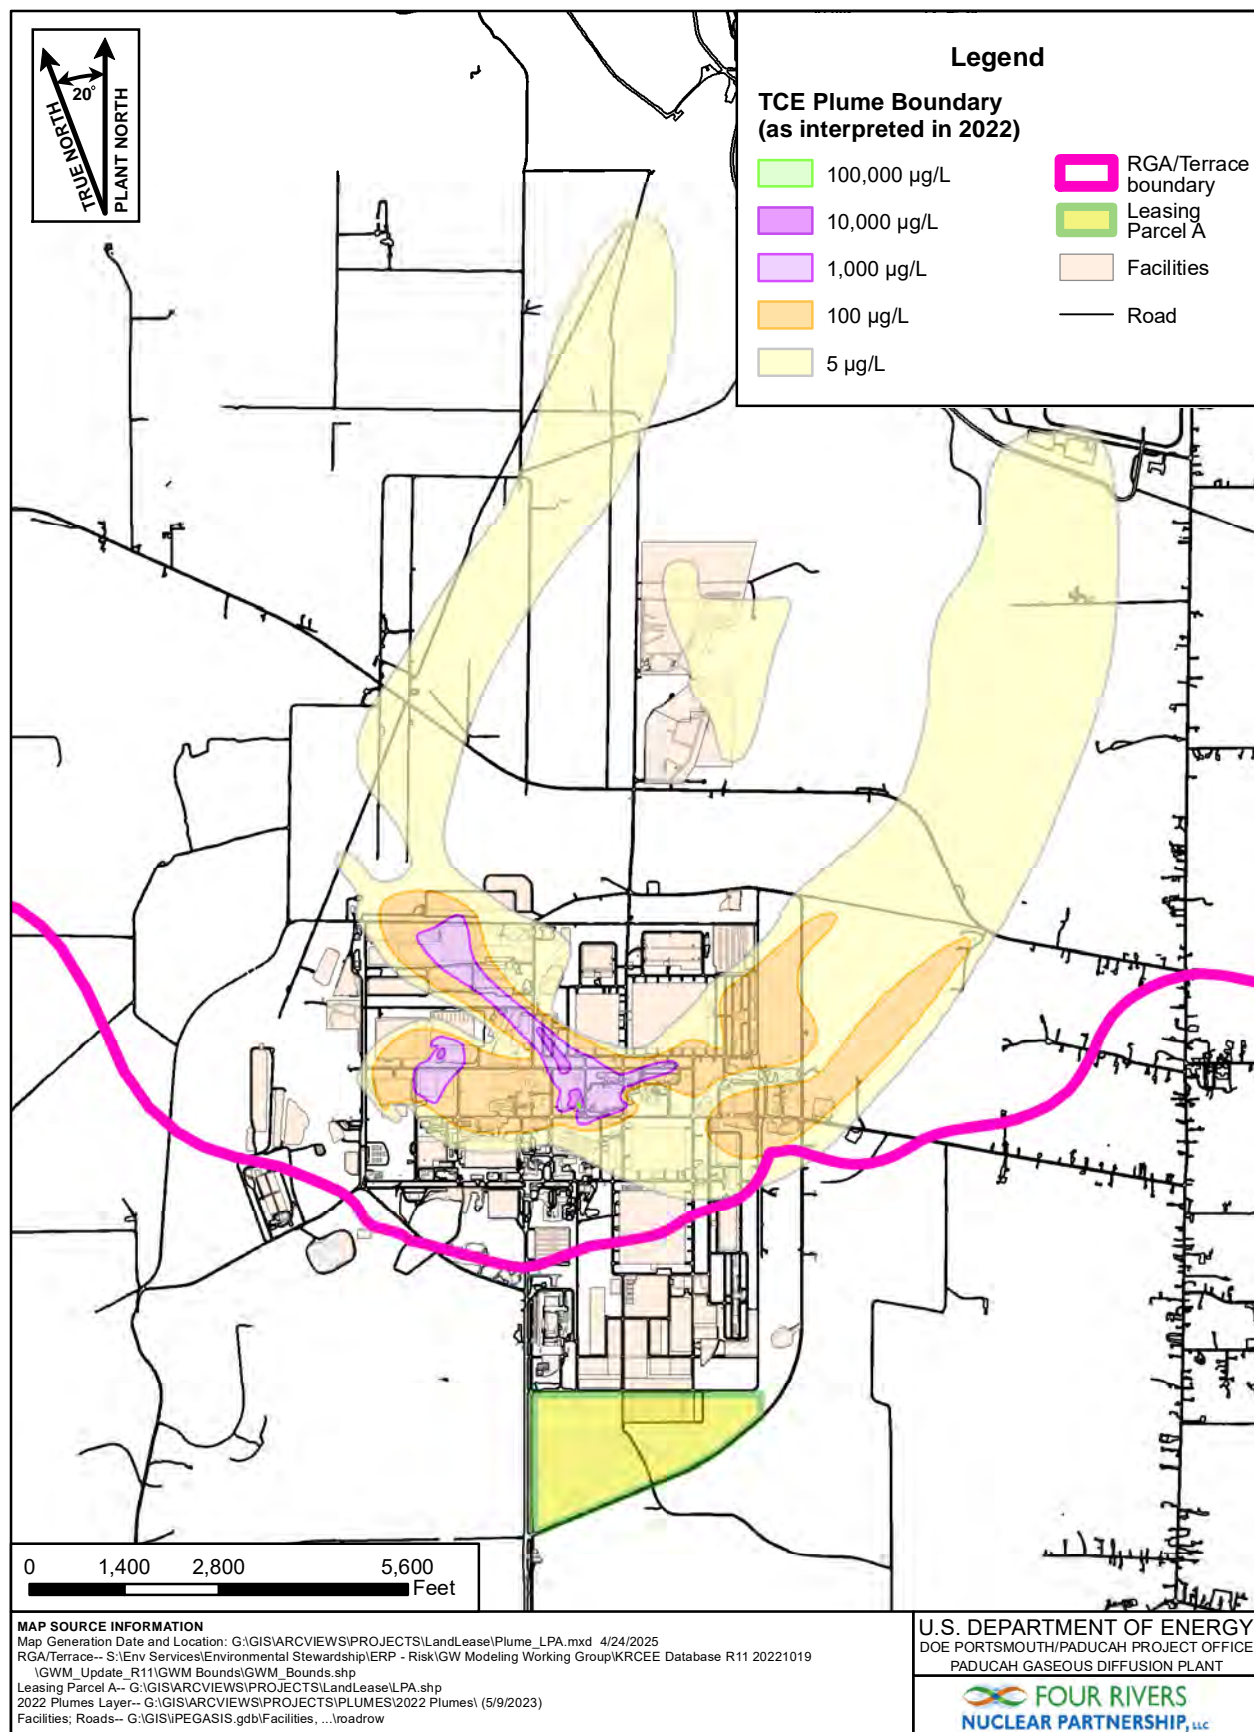 TRUE NORTH
20°
PLANT NORTH
Legend
TCE Plume Boundary
(as interpreted in 2022)
100,000 µg/L
10,000 µg/L
1,000 µg/L
100 µg/L
5 µg/L
RGA/Terrace
boundary
Leasing
Parcel A
Facilities
Road
0 1,400 2,800 5,600
Feet
MAP SOURCE INFORMATION
Map Generation Date and Location: G:\GIS\ARCVIEWS\PROJECTS\LandLease\Plume_LPA.mxd 4/24/2025
RGA/Terrace-- S:\Env Services\Environmental Stewardship\ERP - Risk\GW Modeling Working Group\KRCEE Database R11 20221019
\GWM_Update_R11\GWM Bounds\GWM_Bounds.shp
Leasing Parcel A-- G:\GIS\ARCVIEWS\PROJECTS\LandLease\LPA.shp
2022 Plumes Layer-- G:\GIS\ARCVIEWS\PROJECTS\PLUMES\2022 Plumes\ (5/9/2023)
Facilities; Roads-- G:\GIS\iPEGASIS.gdb\Facilities, ...\roadrow
U.S. DEPARTMENT OF ENERGY
DOE PORTSMOUTH/PADUCAH PROJECT OFFICE
PADUCAH GASEOUS DIFFUSION PLANT
FOUR RIVERS
NUCLEAR PARTNERSHIP, LLC